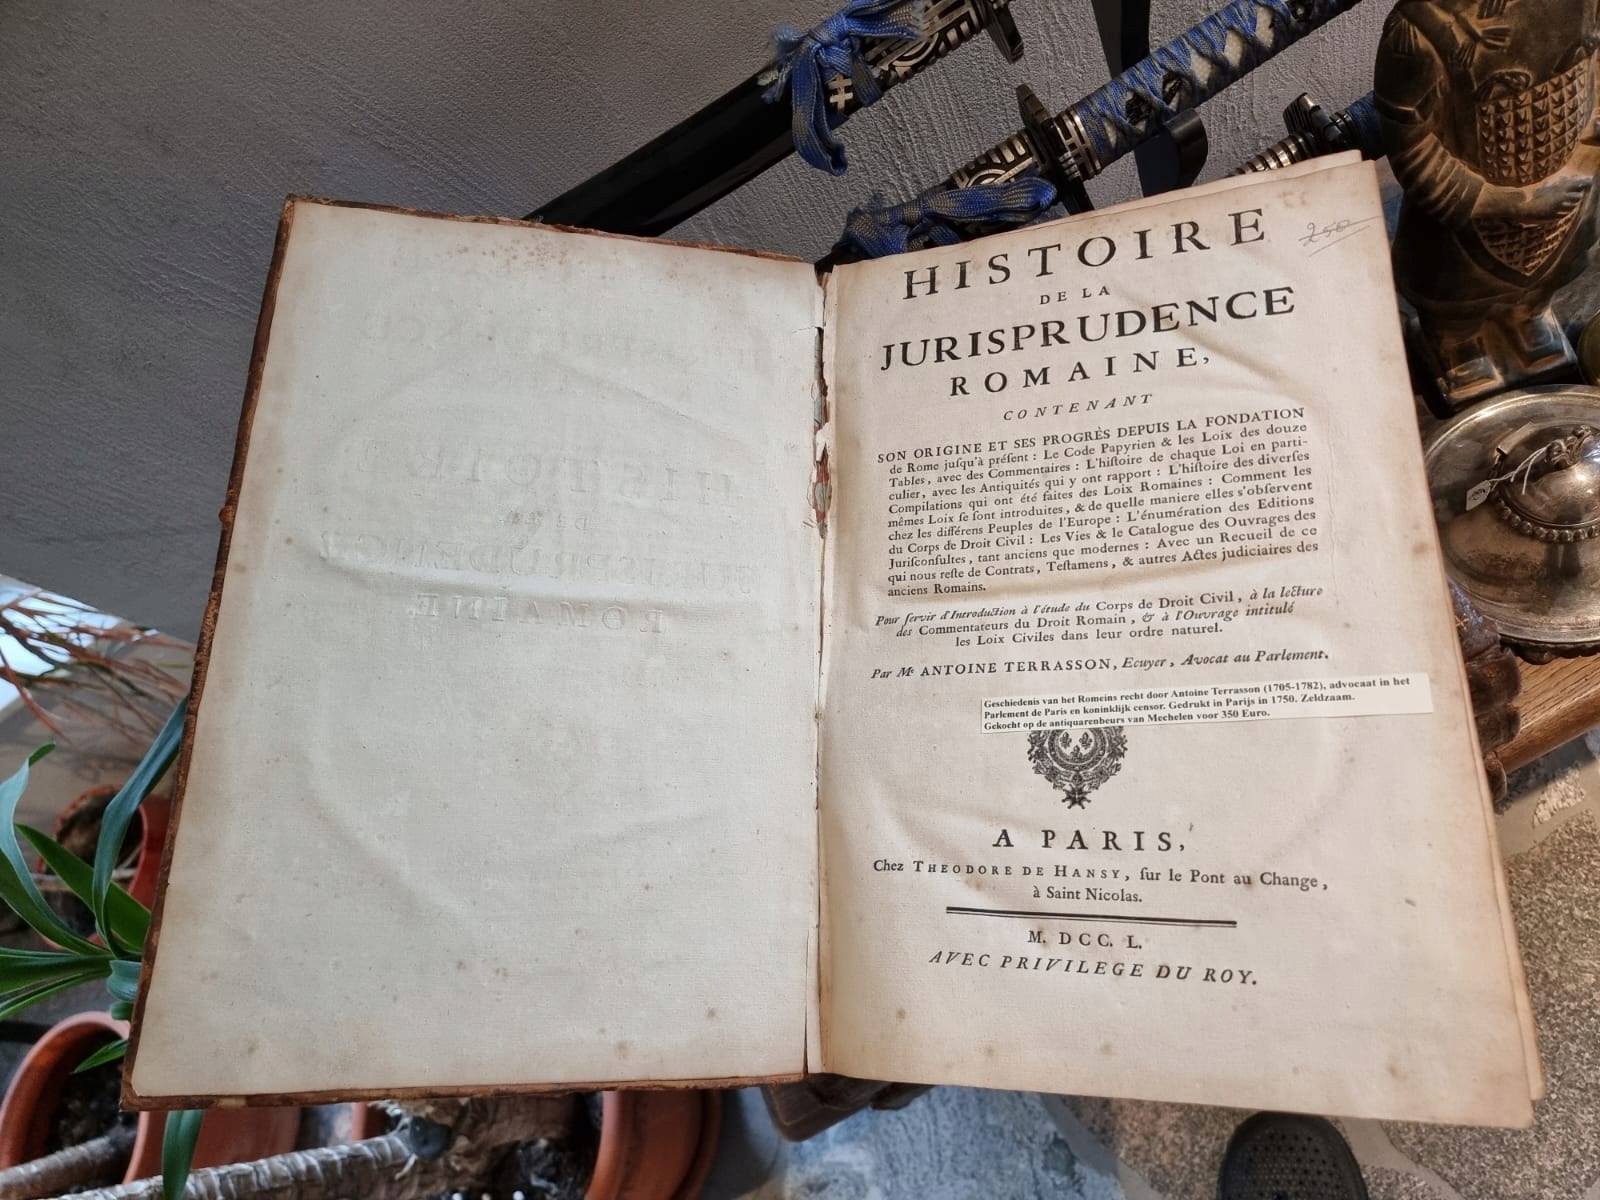 HISTOIRE
250
DE LA
JURISPRUDENCE
ROMAINE,
CONTENANT
SON ORIGINE ET SES PROGRÈS DEPUIS LA FONDATION
de Rome juſqu'à préſent : Le Code Papyrien & les Loix des douze
Tables, avec des Commentaires : L'hiſtoire de chaque Loi en parti-
culier, avec les Antiquités qui y ont rapport : L'hiſtoire des diverſes
Compilations qui ont été faites des Loix Romaines : Comment les
mêmes Loix ſe ſont introduites, & de quelle maniere elles s'obſervent
chez les différens Peuples de l'Europe : L'énumération des Editions
du Corps de Droit Civil : Les Vies & le Catalogue des Ouvrages des
Juriſconſultes, tant anciens que modernes : Avec un Recueil de ce
qui nous reſte de Contrats, Teſtamens, & autres Actes judiciaires des
anciens Romains.
Pour ſervir d'Introduction à l'étude du Corps de Droit Civil, à la lecture
des Commentateurs du Droit Romain, & à l'Ouvrage intitulé
les Loix Civiles dans leur ordre naturel.
Par Me ANTOINE TERRASSON, Ecuyer, Avocat au Parlement.
Geschiedenis van het Romeins recht door Antoine Terrasson (1705-1782), advocaat in het
Parlement de Paris en koninklijk censor. Gedrukt in Parijs in 1750. Zeldzaam.
Gekocht op de antiquarenbeurs van Mechelen voor 350 Euro.
A PARIS,
Chez THEODORE DE HANSY, ſur le Pont au Change,
à Saint Nicolas.
M. DCC. L.
AVEC PRIVILEGE DU ROY.